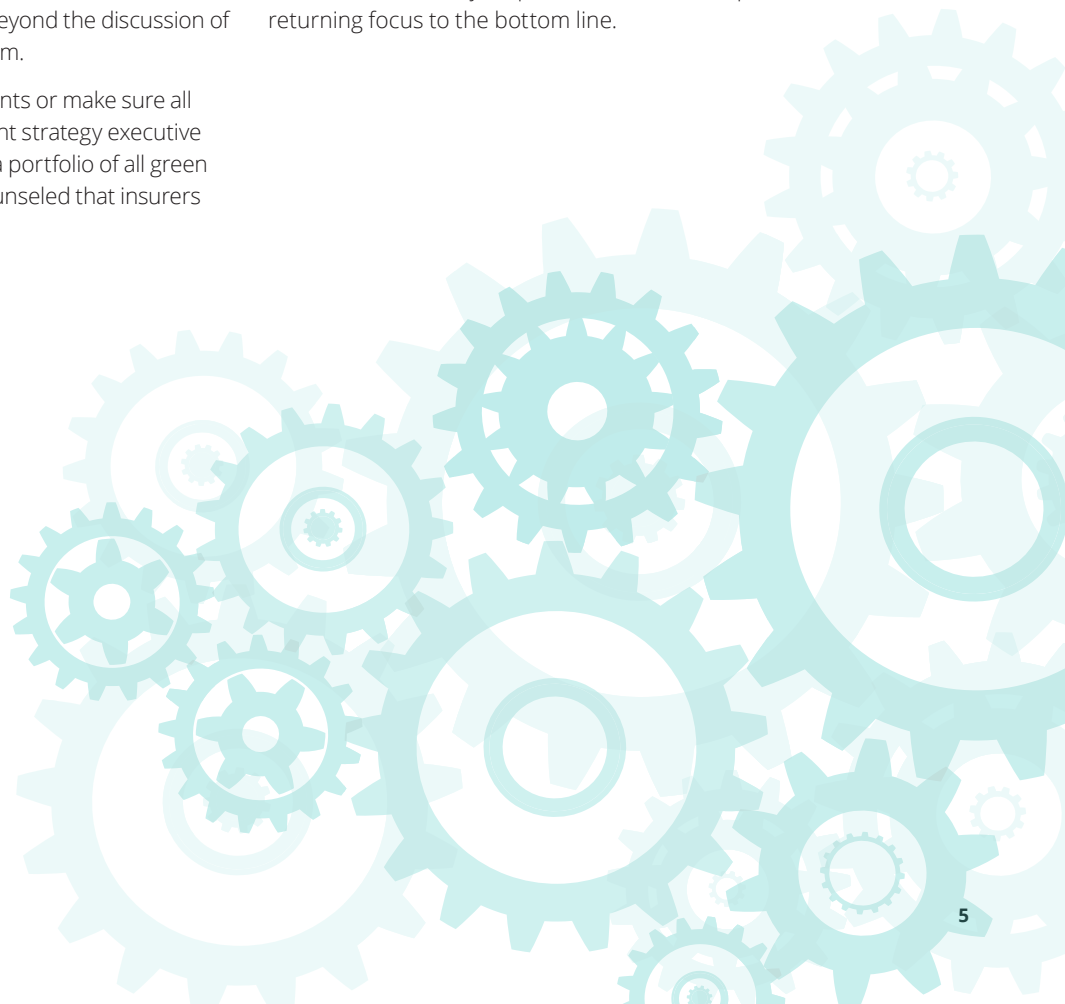 eyond the discussion of
m.
nts or make sure all
nt strategy executive
a portfolio of all green
unseled that insurers
returning focus to the bottom line.
5